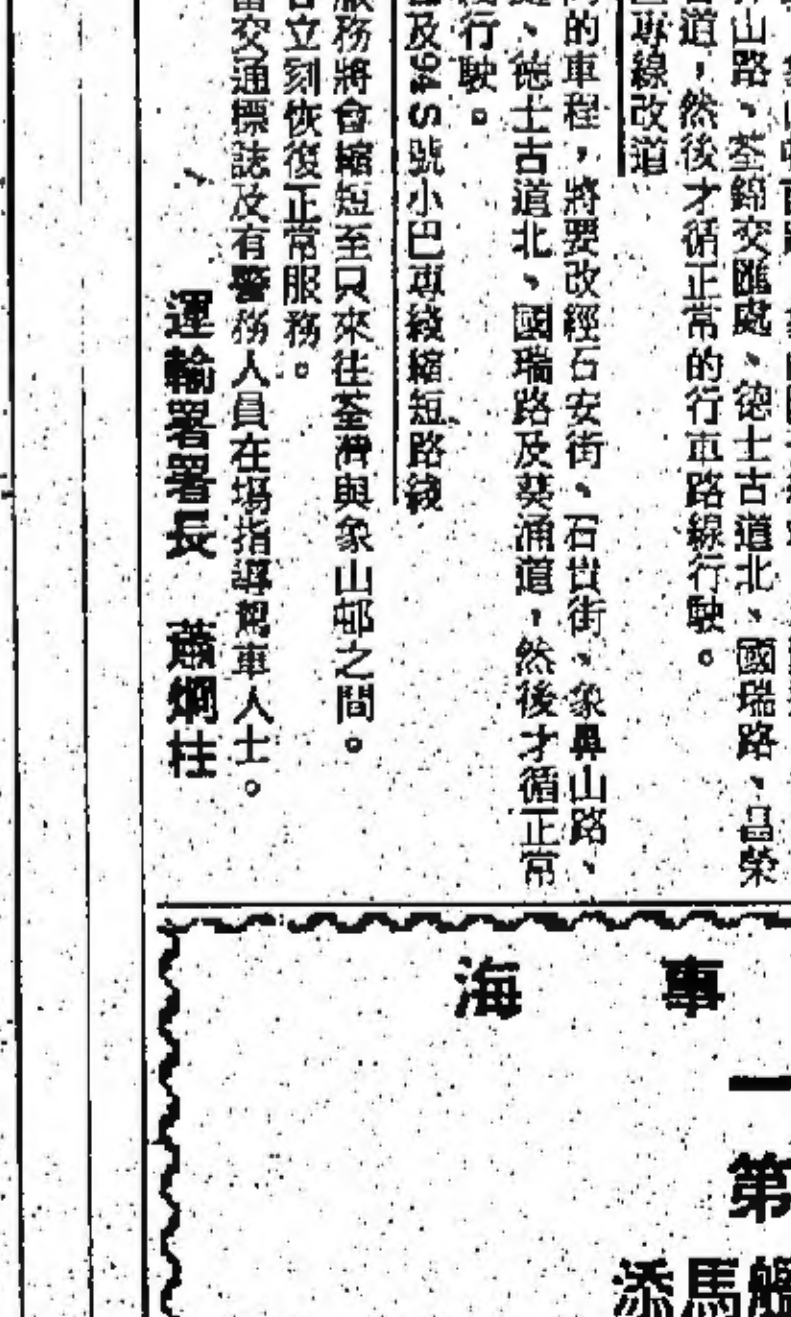 山路、荃錦交匯處、德士古道北、國瑞路、昌榮
道，然後才循正常的行車路線行駛。
專線改道
的車程，將要改經石安街、石貴街、象鼻山路、
、德士古道北、國瑞路及葵涌道，然後才循正常
行駛。
及94S號小巴專綫縮短路綫
服務將會縮短至只來往荃灣與象山邨之間。
立刻恢復正常服務。
留交通標誌及有警務人員在場指導駕車人士。
運輸署署長 蕭炯柱
事
海
一
第
添馬艦